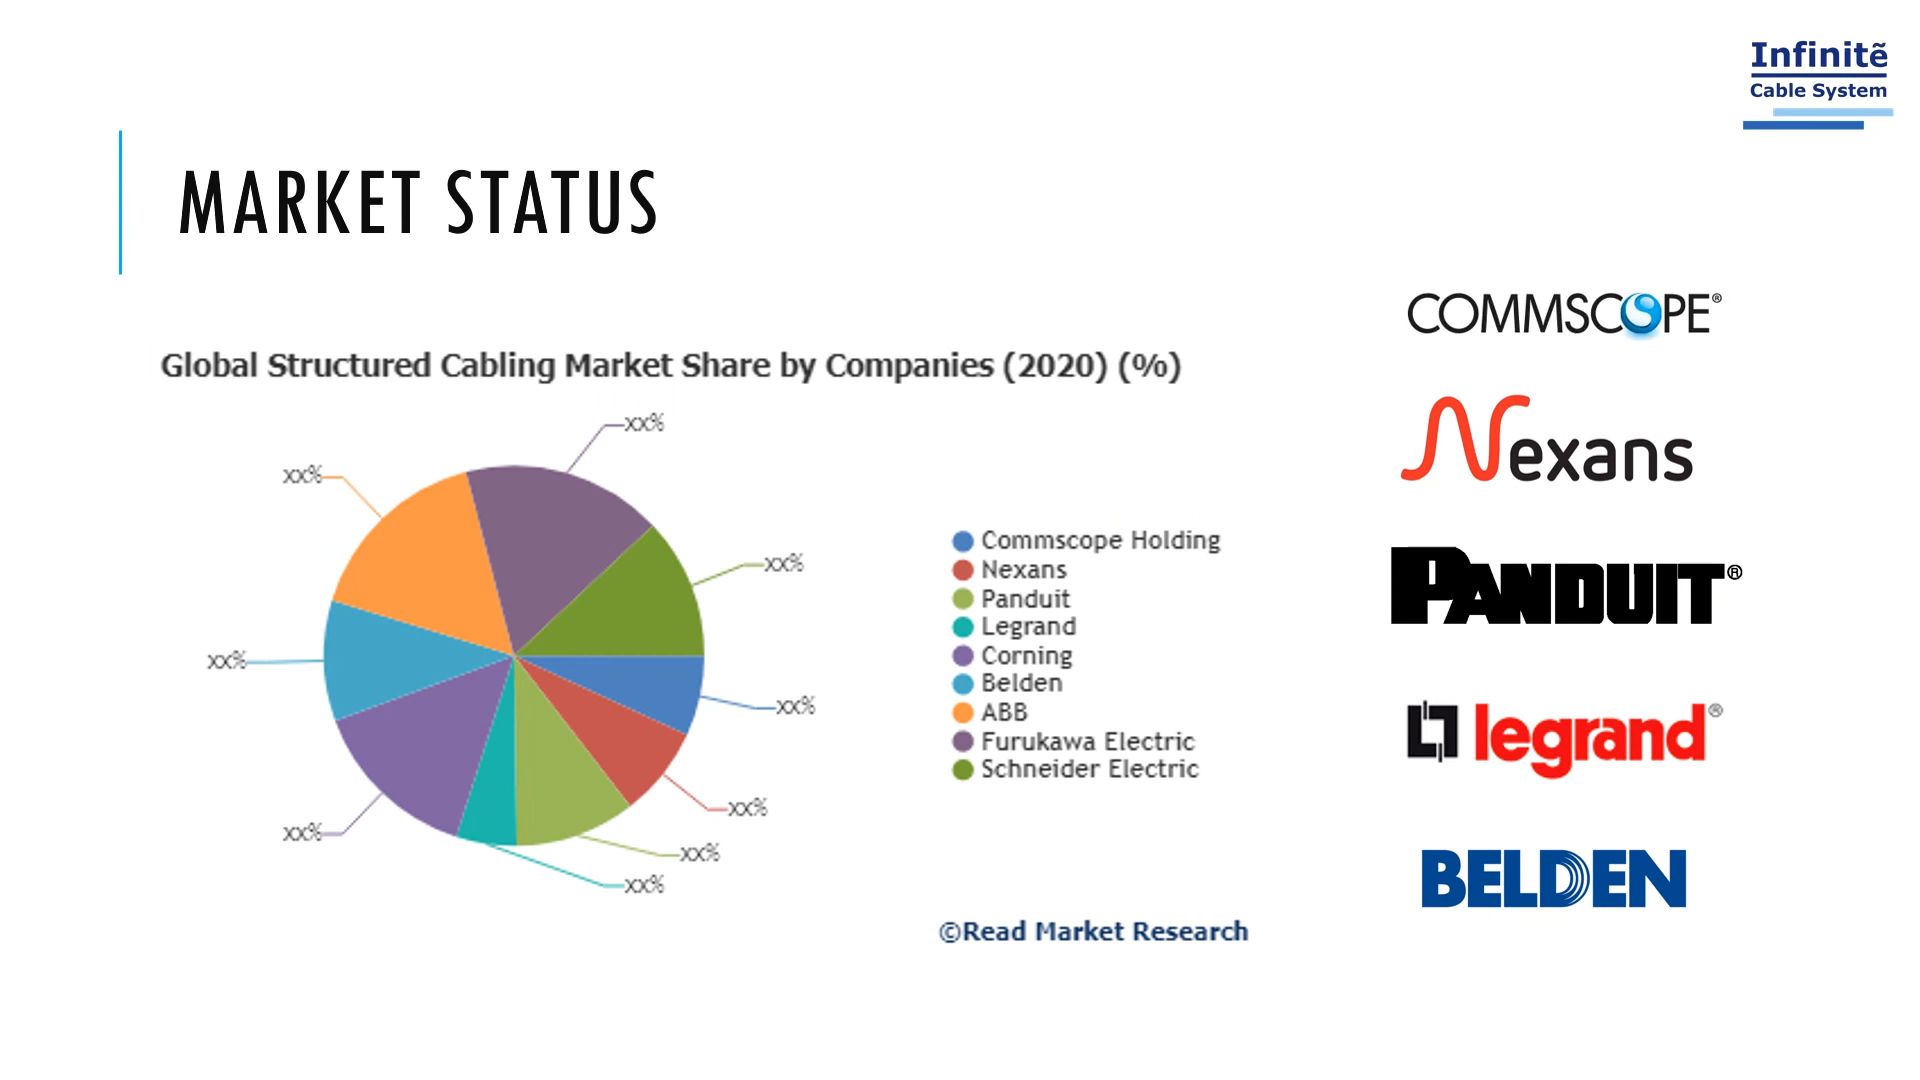 Infinitẽ
Cable System
MARKET STATUS
Global Structured Cabling Market Share by Companies (2020) (%)
xx%
xx%
xx%
xx%
xx%
xx%
xx%
xx%
xx%
Commscope Holding
Nexans
Panduit
Legrand
Corning
Belden
ABB
Furukawa Electric
Schneider Electric
©Read Market Research
COMMSCOPE®
Nexans
PANDUIT®
legrand®
BELDEN